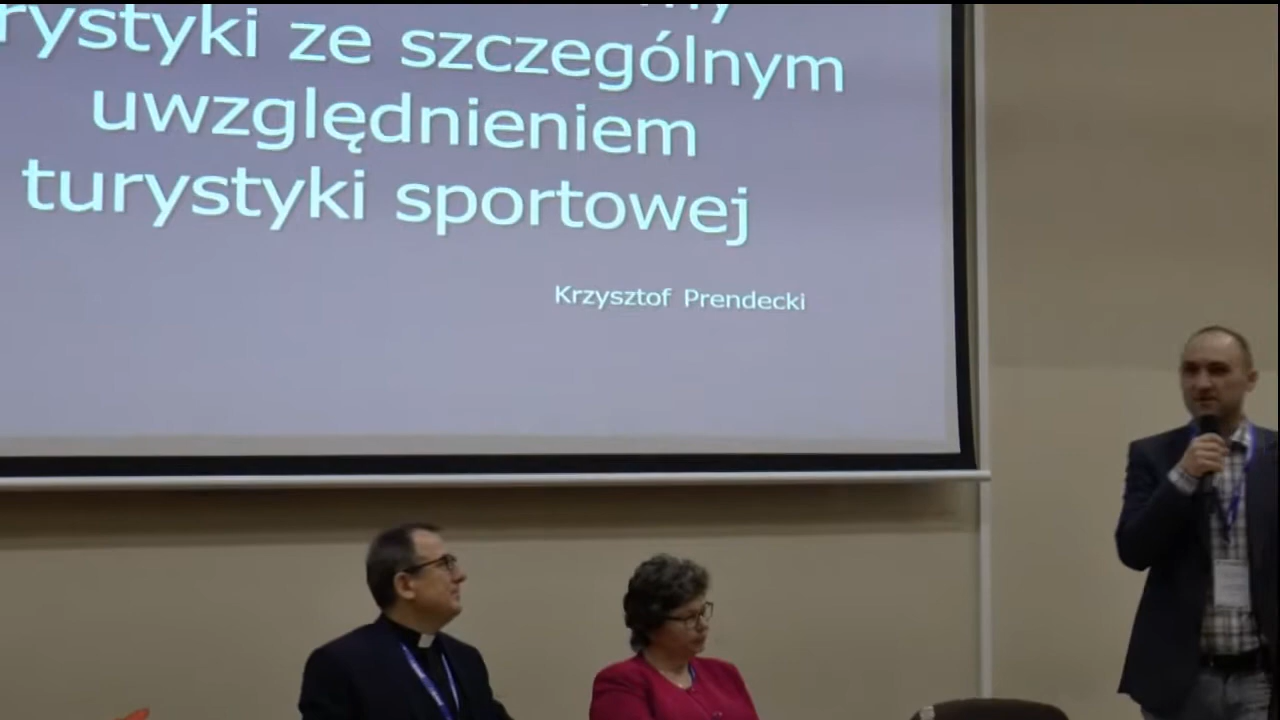 rystyki ze szczególnym
uwzględnieniem
turystyki sportowej
Krzysztof Prendecki